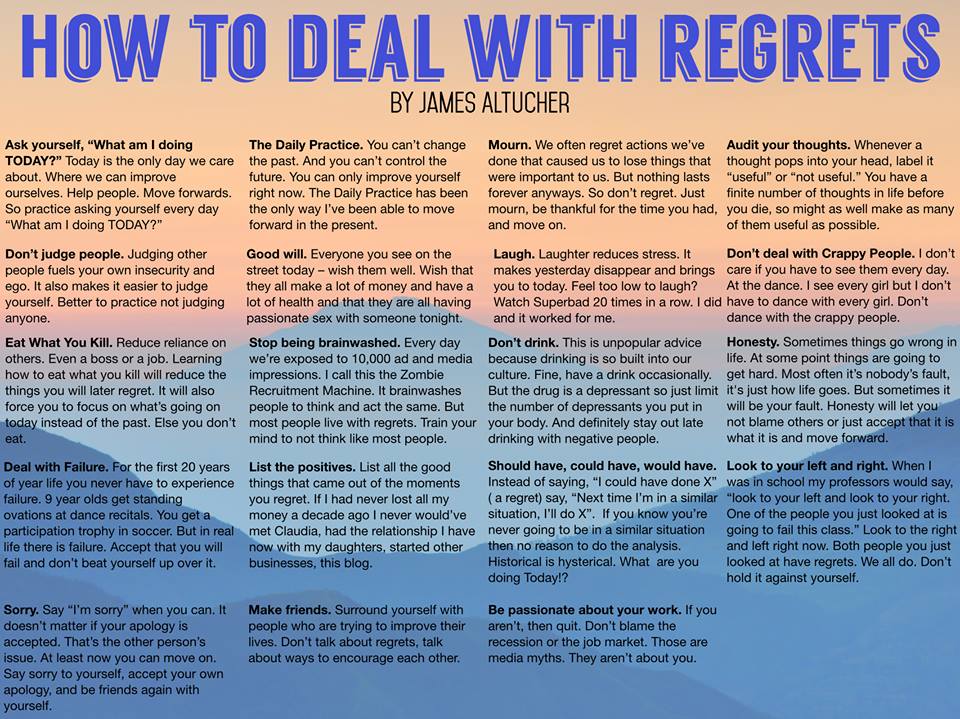 HOW TO DEAL WITH REGRETS
BY JAMES ALTUCHER
Ask yourself, “What am I doing
TODAY?” Today is the only day we care
about. Where we can improve
ourselves. Help people. Move forwards.
So practice asking yourself every day
“What am I doing TODAY?”
The Daily Practice. You can’t change
the past. And you can’t control the
future. You can only improve yourself
right now. The Daily Practice has been
the only way I’ve been able to move
forward in the present.
Mourn. We often regret actions we’ve
done that caused us to lose things that
were important to us. But nothing lasts
forever anyways. So don’t regret. Just
mourn, be thankful for the time you had,
and move on.
Audit your thoughts. Whenever a
thought pops into your head, label it
“useful” or “not useful.” You have a
finite number of thoughts in life before
you die, so might as well make as many
of them useful as possible.
Don’t judge people. Judging other
people fuels your own insecurity and
ego. It also makes it easier to judge
yourself. Better to practice not judging
anyone.
Good will. Everyone you see on the
street today – wish them well. Wish that
they all make a lot of money and have a
lot of health and that they are all having
passionate sex with someone tonight.
Laugh. Laughter reduces stress. It
makes yesterday disappear and brings
you to today. Feel too low to laugh?
Watch Superbad 20 times in a row. I did
and it worked for me.
Don’t deal with Crappy People. I don’t
care if you have to see them every day.
At the dance. I see every girl but I don’t
have to dance with every girl. Don’t
dance with the crappy people.
Eat What You Kill. Reduce reliance on
others. Even a boss or a job. Learning
how to eat what you kill will reduce the
things you will later regret. It will also
force you to focus on what’s going on
today instead of the past. Else you don’t
eat.
Stop being brainwashed. Every day
we’re exposed to 10,000 ad and media
impressions. I call this the Zombie
Recruitment Machine. It brainwashes
people to think and act the same. But
most people live with regrets. Train your
mind to not think like most people.
Don’t drink. This is unpopular advice
because drinking is so built into our
culture. Fine, have a drink occasionally.
But the drug is a depressant so just limit
the number of depressants you put in
your body. And definitely stay out late
drinking with negative people.
Honesty. Sometimes things go wrong in
life. At some point things are going to
get hard. Most often it’s nobody’s fault,
it’s just how life goes. But sometimes it
will be your fault. Honesty will let you
not blame others or just accept that it is
what it is and move forward.
Deal with Failure. For the first 20 years
of year life you never have to experience
failure. 9 year olds get standing
ovations at dance recitals. You get a
participation trophy in soccer. But in real
life there is failure. Accept that you will
fail and don’t beat yourself up over it.
List the positives. List all the good
things that came out of the moments
you regret. If I had never lost all my
money a decade ago I never would’ve
met Claudia, had the relationship I have
now with my daughters, started other
businesses, this blog.
Should have, could have, would have.
Instead of saying, “I could have done X”
( a regret) say, “Next time I’m in a similar
situation, I’ll do X”. If you know you’re
never going to be in a similar situation
then no reason to do the analysis.
Historical is hysterical. What are you
doing Today!?
Look to your left and right. When I
was in school my professors would say,
“look to your left and look to your right.
One of the people you just looked at is
going to fail this class.” Look to the right
and left right now. Both people you just
looked at have regrets. We all do. Don’t
hold it against yourself.
Sorry. Say “I’m sorry” when you can. It
doesn’t matter if your apology is
accepted. That’s the other person’s
issue. At least now you can move on.
Say sorry to yourself, accept your own
apology, and be friends again with
yourself.
Make friends. Surround yourself with
people who are trying to improve their
lives. Don’t talk about regrets, talk
about ways to encourage each other.
Be passionate about your work. If you
aren’t, then quit. Don’t blame the
recession or the job market. Those are
media myths. They aren’t about you.